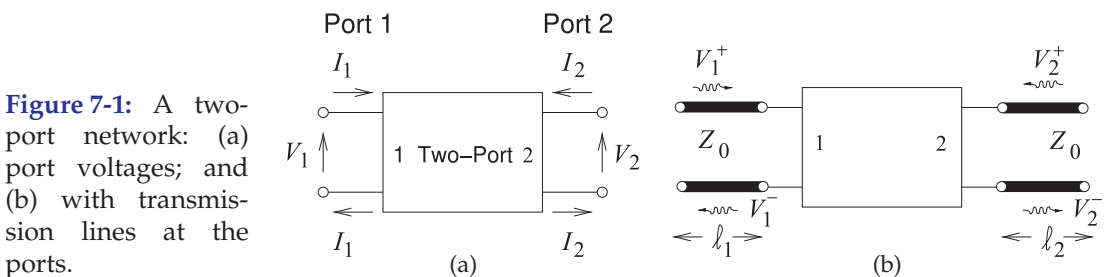 Figure 7-1: A two-
port network: (a)
port voltages; and
(b) with transmis-
sion lines at the
ports.
Port 1 Port 2
I1 I2
V1 1 Two–Port 2 V2
I1 I2
(a)
V1+ V2+
Z0 1 2 Z0
V1− V2−
ℓ1 ℓ2
(b)